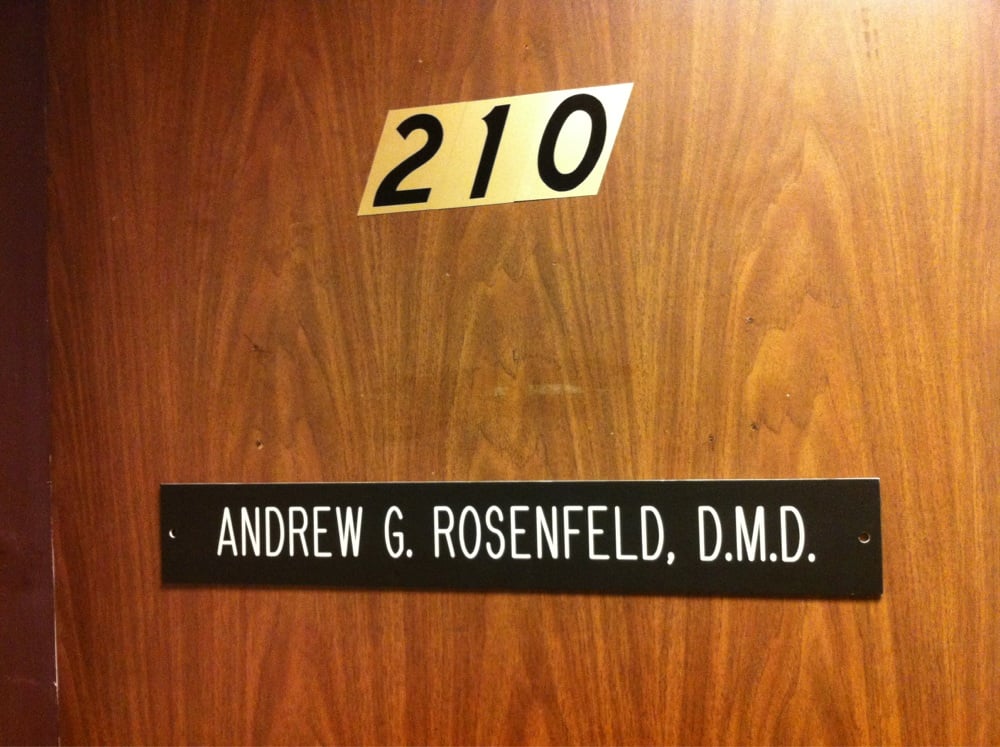 210
ANDREW G. ROSENFELD, D.M.D.